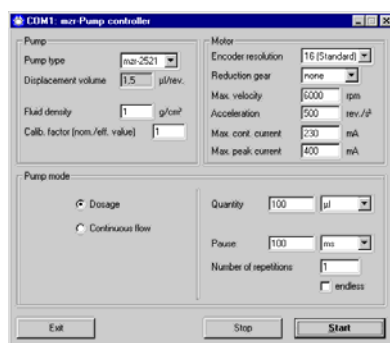 COM1: mzr-Pump controller
Pump
Pump type mzr-2521
Displacement volume 1.5 µl/rev.
Fluid density 1 g/cm³
Calib. factor (nom./eff. value) 1
Motor
Encoder resolution 16 (Standard)
Reduction gear none
Max. velocity 6000 rpm
Acceleration 500 rev./s²
Max. cont. current 230 mA
Max. peak current 400 mA
Pump mode
Dosage
Continuous flow
Quantity 100 µl
Pause 100 ms
Number of repetitions 1
endless
Exit Stop Start